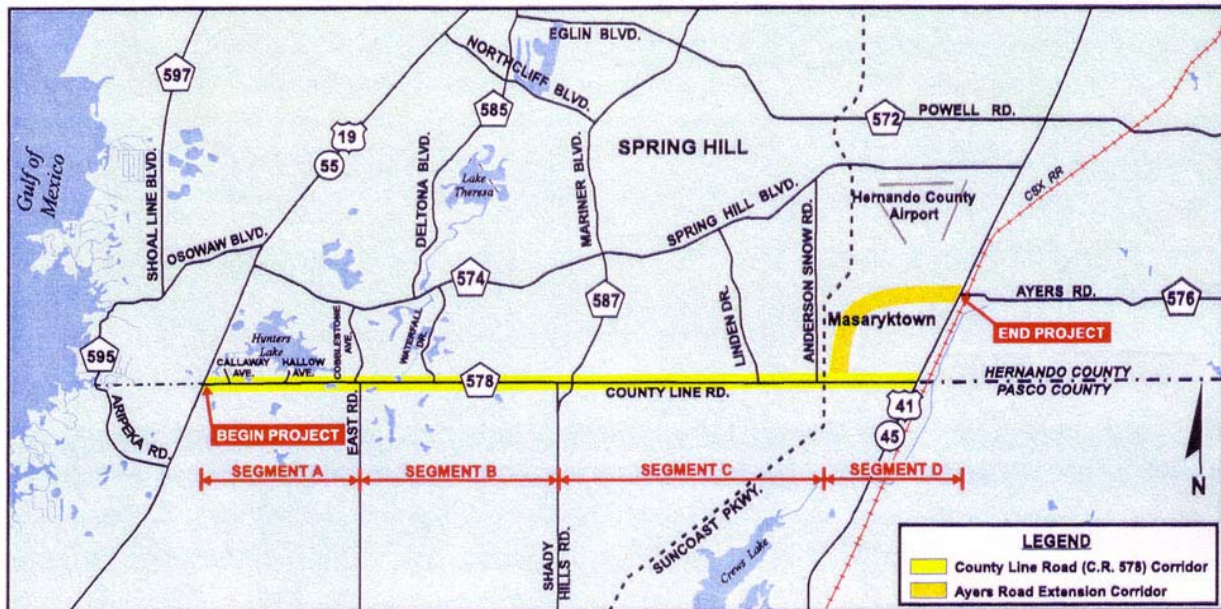 EGLIN BLVD.
597
NORTHCLIFF BLVD.
585
19
55
572
POWELL RD.
SPRING HILL
Gulf of
Mexico
SHOAL LINE BLVD.
OSOWAW BLVD.
DELTONA BLVD.
Lake
Theresa
MARINER BLVD.
SPRING HILL BLVD.
Hernando County
Airport
CSX RR
574
587
LINDEN DR.
ANDERSON SNOW RD.
AYERS RD.
576
Masaryktown
END PROJECT
595
Hunters
Lake
CALLAWAY
AVE.
HALLOW
AVE.
COBBLESTONE
AVE.
WATERFALL
DR.
578
COUNTY LINE RD.
HERNANDO COUNTY
PASCO COUNTY
ARIPEKA RD.
BEGIN PROJECT
EAST RD.
41
45
SEGMENT A
SEGMENT B
SEGMENT C
SEGMENT D
SHADY
HILLS RD.
SUNCOAST PKWY.
Crews Lake
N
LEGEND
County Line Road (C.R. 578) Corridor
Ayers Road Extension Corridor